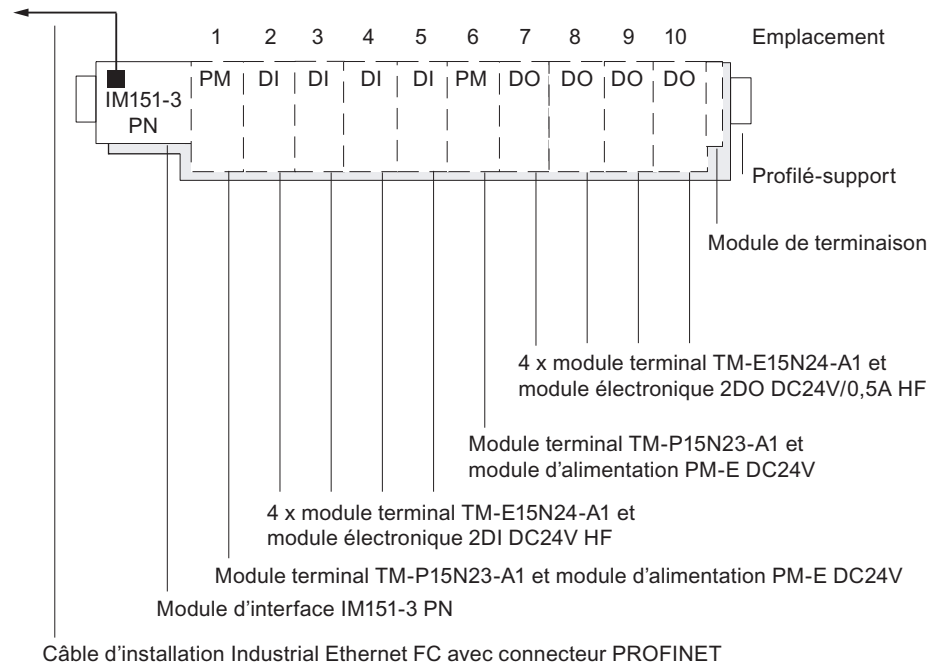 1 2 3 4 5 6 7 8 9 10 Emplacement
PM DI DI DI DI PM DO DO DO DO
IM151-3
PN
Profilé-support
Module de terminaison
4 x module terminal TM-E15N24-A1 et
module électronique 2DO DC24V/0,5A HF
Module terminal TM-P15N23-A1 et
module d'alimentation PM-E DC24V
4 x module terminal TM-E15N24-A1 et
module électronique 2DI DC24V HF
Module terminal TM-P15N23-A1 et module d'alimentation PM-E DC24V
Module d'interface IM151-3 PN
Câble d'installation Industrial Ethernet FC avec connecteur PROFINET